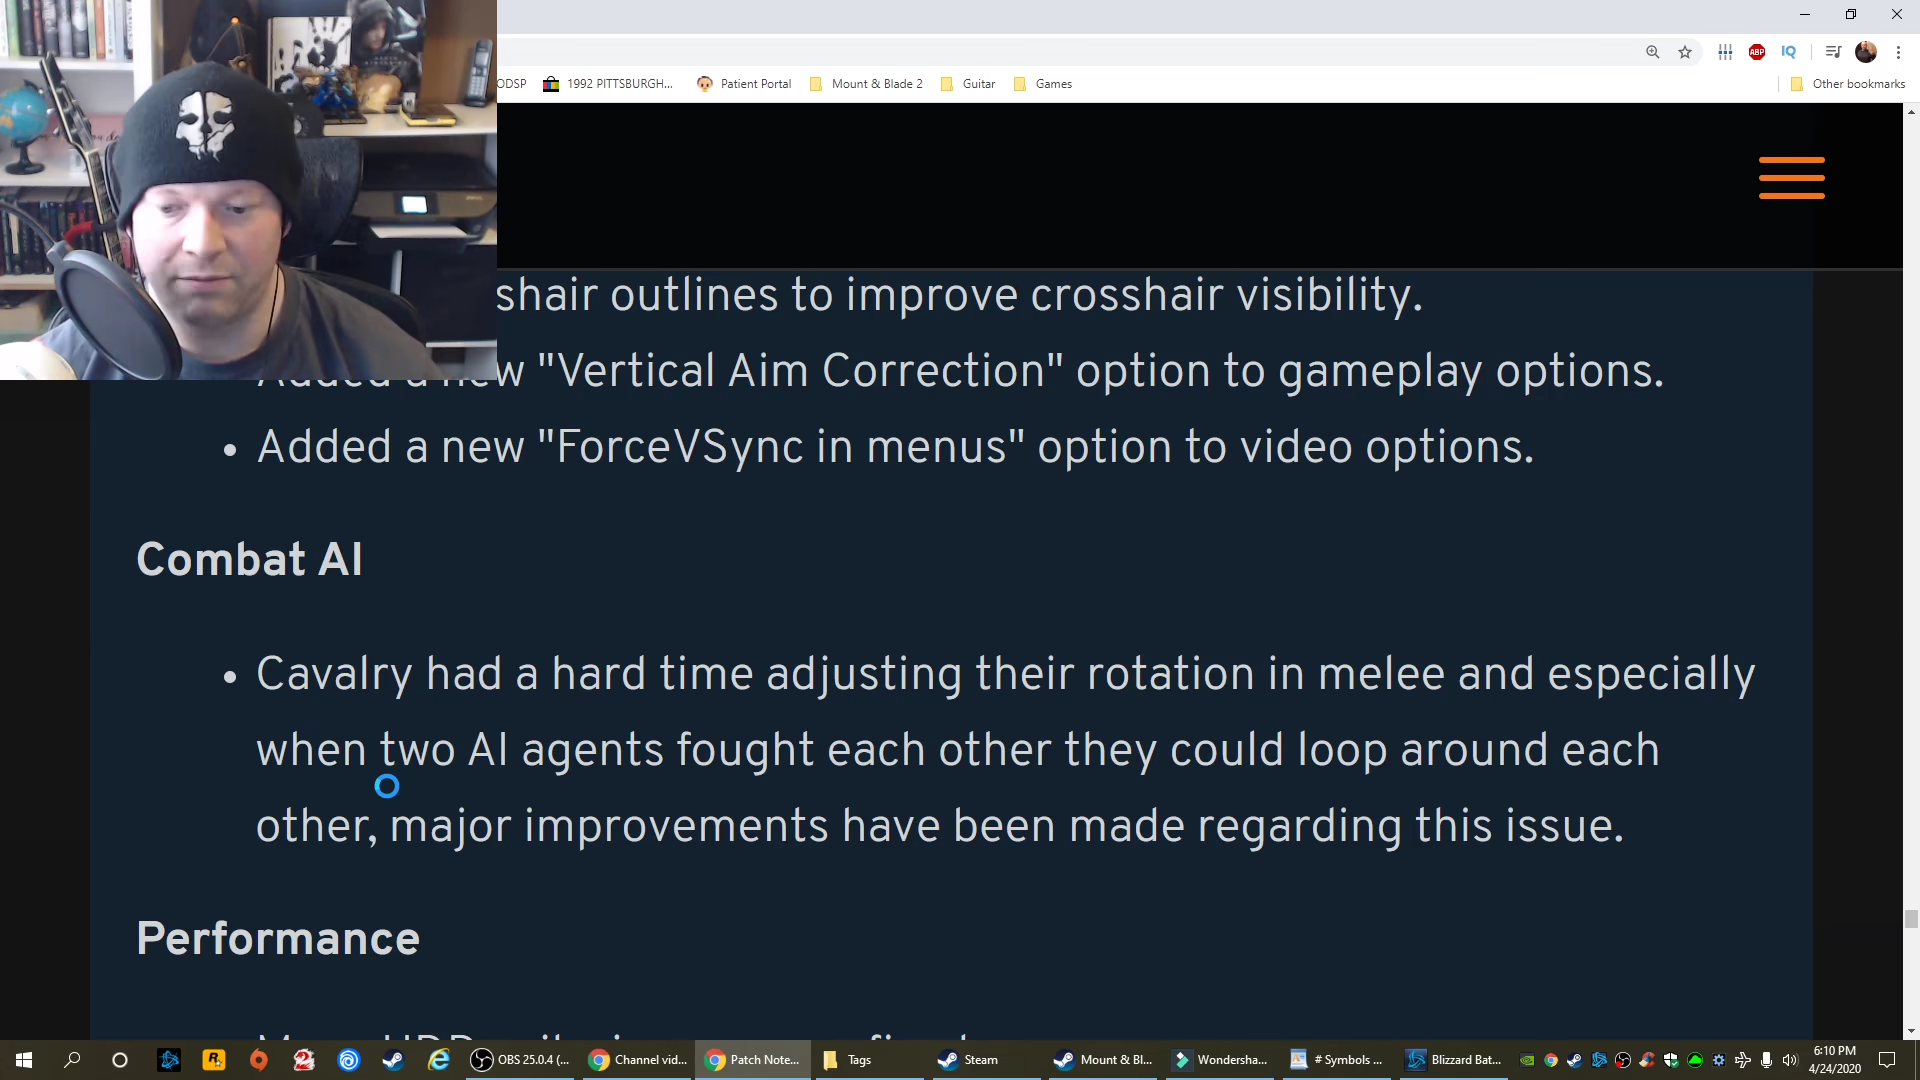 ABP
IQ
ODSP
1992 PITTSBURGH...
Patient Portal
Mount & Blade 2
Guitar
Games
Other bookmarks
shair outlines to improve crosshair visibility.
Added a new "Vertical Aim Correction" option to gameplay options.
• Added a new "ForceVSync in menus" option to video options.
Combat AI
• Cavalry had a hard time adjusting their rotation in melee and especially
when two AI agents fought each other they could loop around each
other, major improvements have been made regarding this issue.
Performance
OBS 25.0.4 (...
Channel vid...
Patch Note...
Tags
Steam
Mount & Bl...
Wondersha...
# Symbols ...
Blizzard Bat...
6:10 PM
4/24/2020